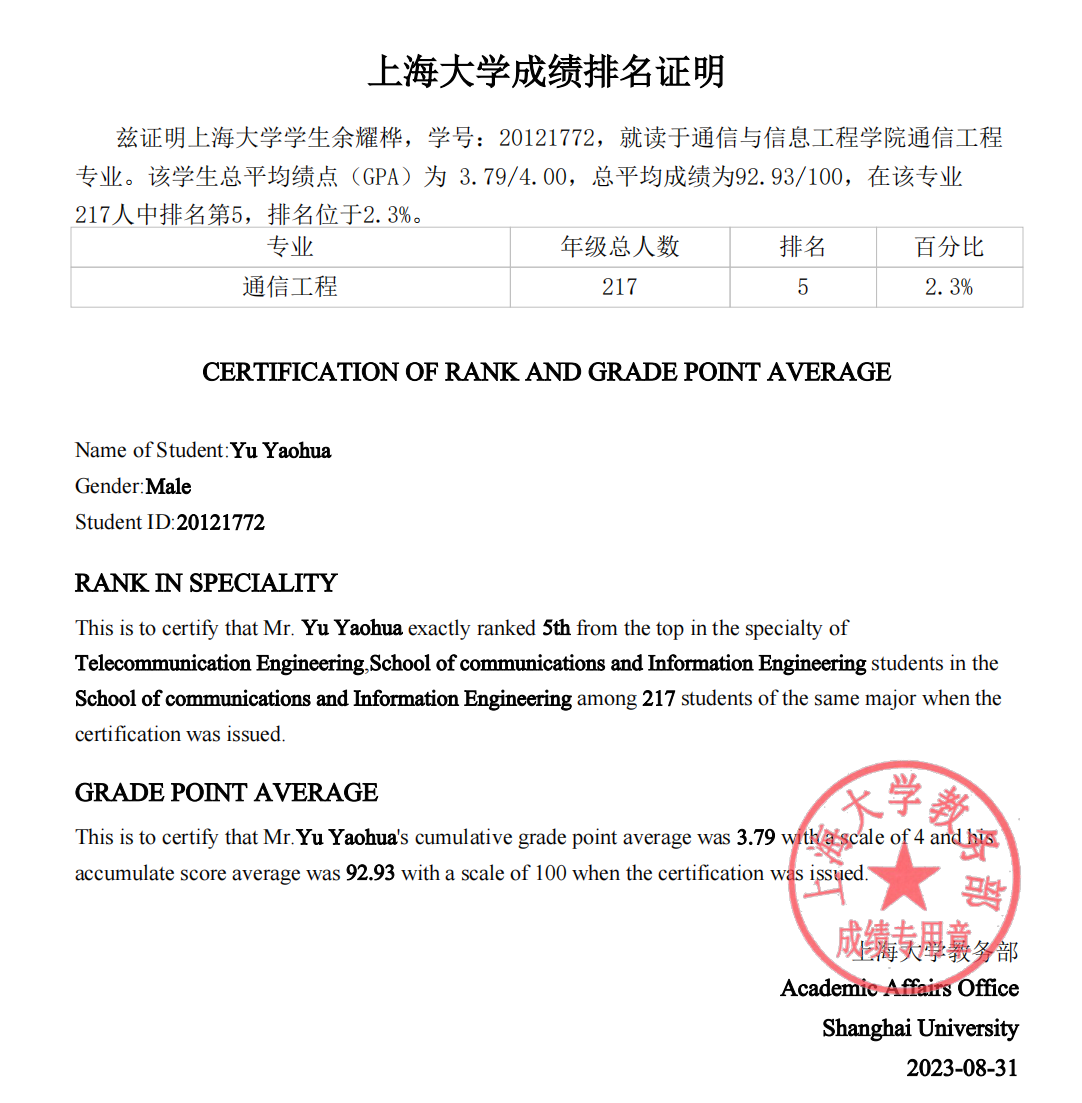 上海大学成绩排名证明
兹证明上海大学学生余耀桦，学号：20121772，就读于通信与信息工程学院通信工程
专业。该学生总平均绩点（GPA）为 3.79/4.00，总平均成绩为92.93/100，在该专业
217人中排名第5，排名位于2.3%。
专业 年级总人数 排名 百分比
通信工程 217 5 2.3%
CERTIFICATION OF RANK AND GRADE POINT AVERAGE
Name of Student:Yu Yaohua
Gender:Male
Student ID:20121772
RANK IN SPECIALITY
This is to certify that Mr. Yu Yaohua exactly ranked 5th from the top in the specialty of
Telecommunication Engineering,School of communications and Information Engineering students in the
School of communications and Information Engineering among 217 students of the same major when the
certification was issued.
GRADE POINT AVERAGE
This is to certify that Mr.Yu Yaohua's cumulative grade point average was 3.79 with a scale of 4 and his
accumulate score average was 92.93 with a scale of 100 when the certification was issued.
上海大学教务部
成绩专用章
上海大学教务部
Academic Affairs Office
Shanghai University
2023-08-31